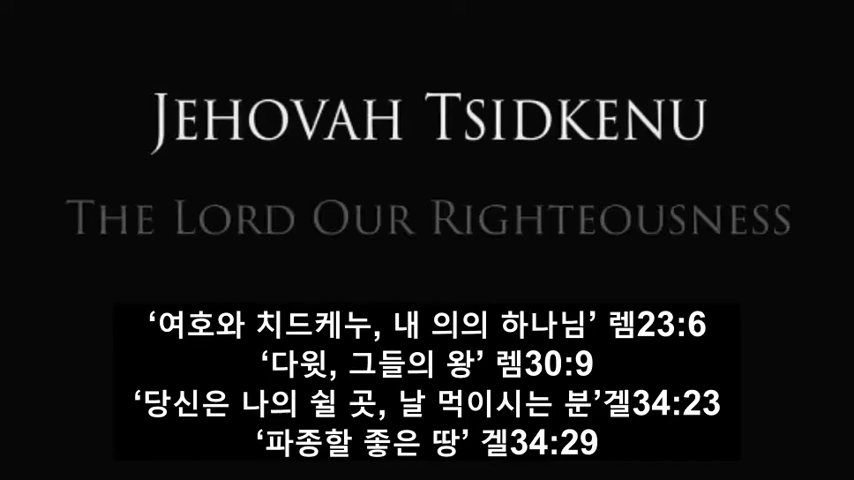 JEHOVAH TSIDKENU
THE LORD OUR RIGHTEOUSNESS
‘여호와 치드케누, 내 의의 하나님’ 렘23:6
‘다윗, 그들의 왕’ 렘30:9
‘당신은 나의 쉴 곳, 날 먹이시는 분’겔34:23
‘파종할 좋은 땅’ 겔34:29